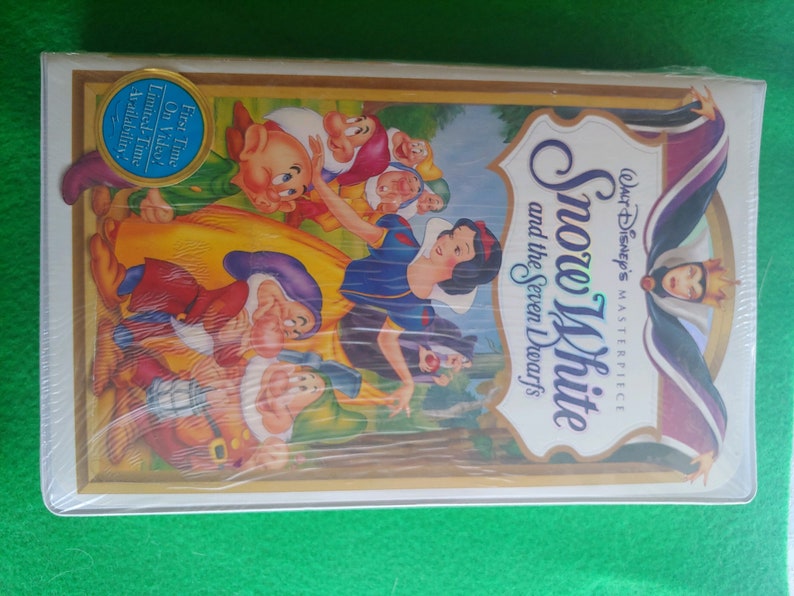 WALT DISNEY'S
MASTERPIECE
Snow White
and the Seven Dwarfs
First Time
On Video!
Limited-Time
Availability!